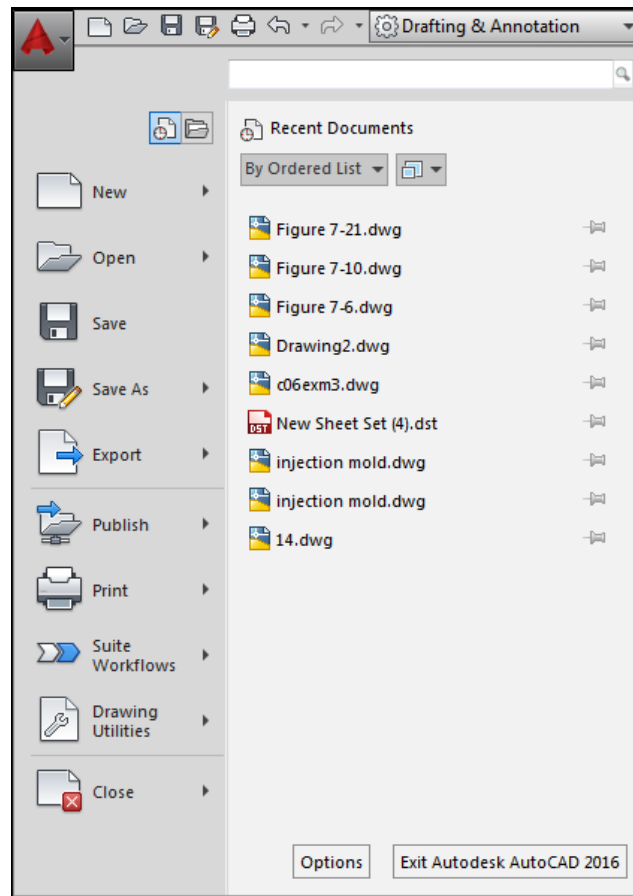 Drafting & Annotation
Recent Documents
By Ordered List
New
Open
Save
Save As
Export
Publish
Print
Suite
Workflows
Drawing
Utilities
Close
Figure 7-21.dwg
Figure 7-10.dwg
Figure 7-6.dwg
Drawing2.dwg
c06exm3.dwg
DST New Sheet Set (4).dst
injection mold.dwg
injection mold.dwg
14.dwg
Options
Exit Autodesk AutoCAD 2016